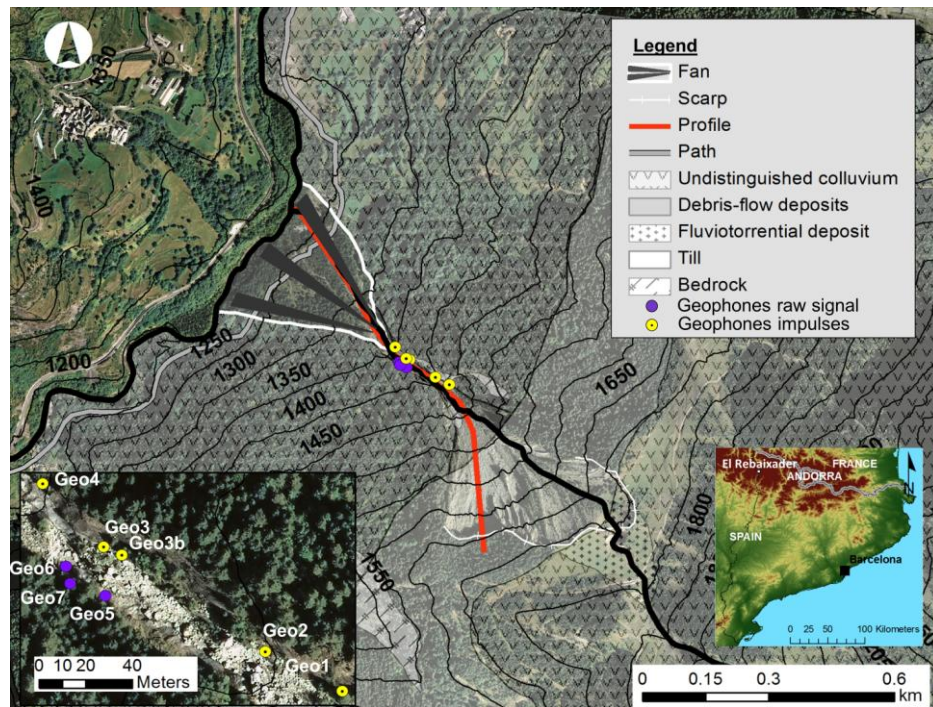 Legend
Fan
Scarp
Profile
Path
Undistinguished colluvium
Debris-flow deposits
Fluviotorrential deposit
Till
Bedrock
Geophones raw signal
Geophones impulses
1350
1400
1200
1250
1300
1350
1400
1450
1550
1650
1800
Geo4
Geo3
Geo3b
Geo6
Geo7
Geo5
Geo2
Geo1
0 10 20 40
Meters
El Rebaixader
FRANCE
ANDORRA
N
SPAIN
Barcelona
0 25 50 100 Kilometers
0 0.15 0.3 0.6
km